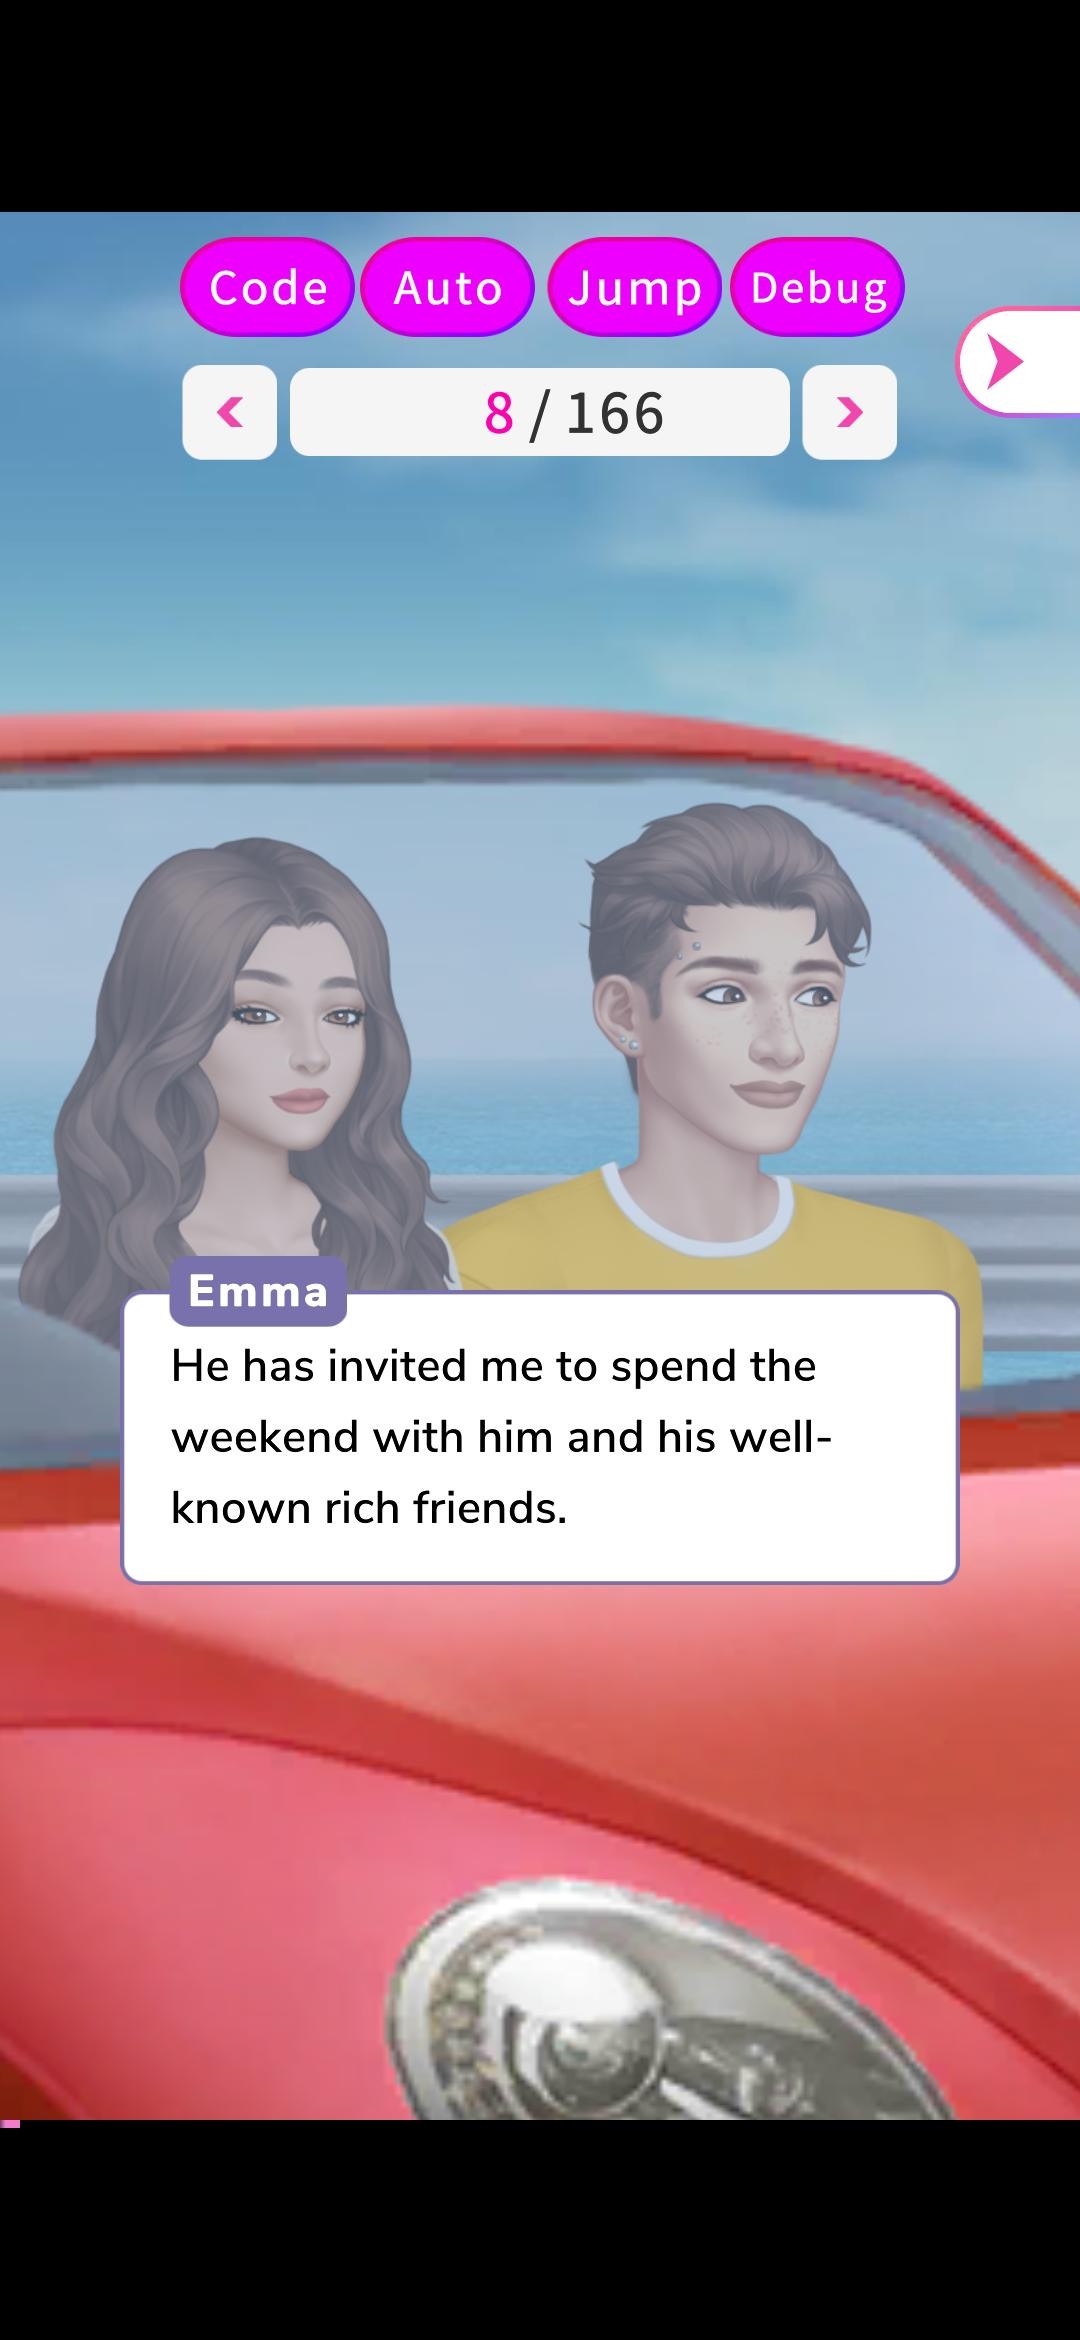 Code Auto Jump Debug
8 / 166
Emma
He has invited me to spend the
weekend with him and his well-
known rich friends.